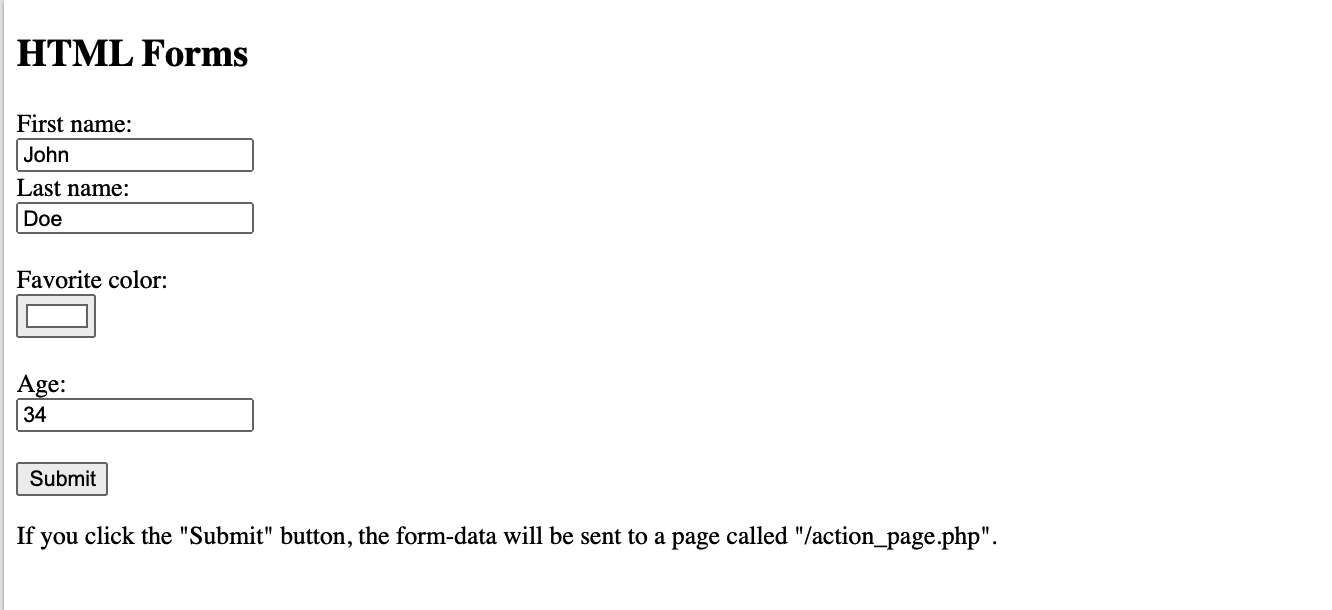 HTML Forms
First name:
John
Last name:
Doe
Favorite color:
Age:
34
Submit
If you click the "Submit" button, the form-data will be sent to a page called "/action_page.php".